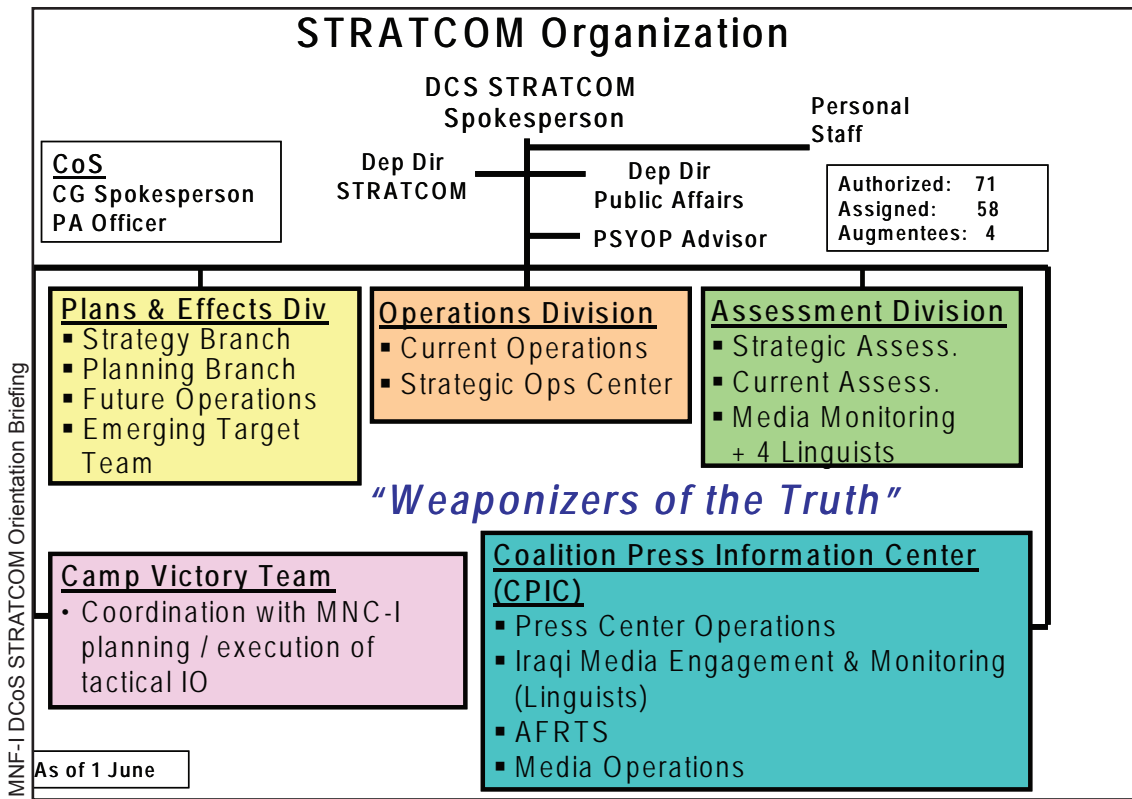 STRATCOM Organization
DCS STRATCOM
Spokesperson
Personal
Staff
CoS
CG Spokesperson
PA Officer
Dep Dir
STRATCOM
Dep Dir
Public Affairs
PSYOP Advisor
Authorized: 71
Assigned: 58
Augmentees: 4
Plans & Effects Div
▪ Strategy Branch
▪ Planning Branch
▪ Future Operations
▪ Emerging Target
Team
Operations Division
▪ Current Operations
▪ Strategic Ops Center
Assessment Division
▪ Strategic Assess.
▪ Current Assess.
▪ Media Monitoring
+ 4 Linguists
“Weaponizers of the Truth”
Camp Victory Team
• Coordination with MNC-I
planning / execution of
tactical IO
Coalition Press Information Center
(CPIC)
▪ Press Center Operations
▪ Iraqi Media Engagement & Monitoring
(Linguists)
▪ AFRTS
▪ Media Operations
As of 1 June
MNF-I DCoS STRATCOM Orientation Briefing